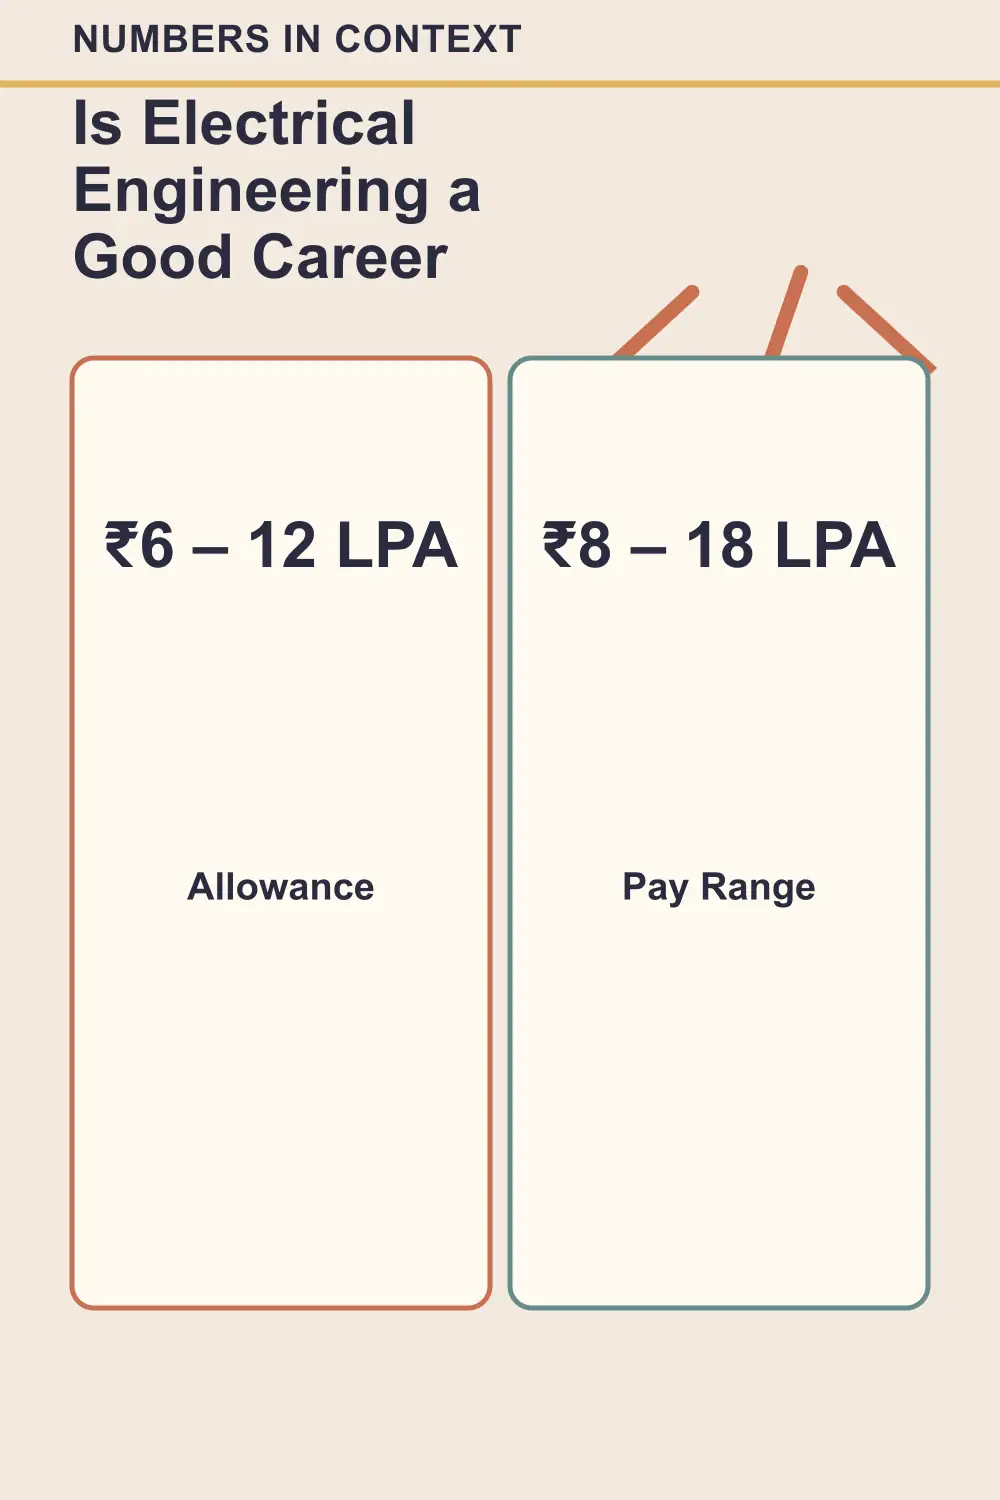 NUMBERS IN CONTEXT
Is Electrical
Engineering a
Good Career
₹6 – 12 LPA
Allowance
₹8 – 18 LPA
Pay Range